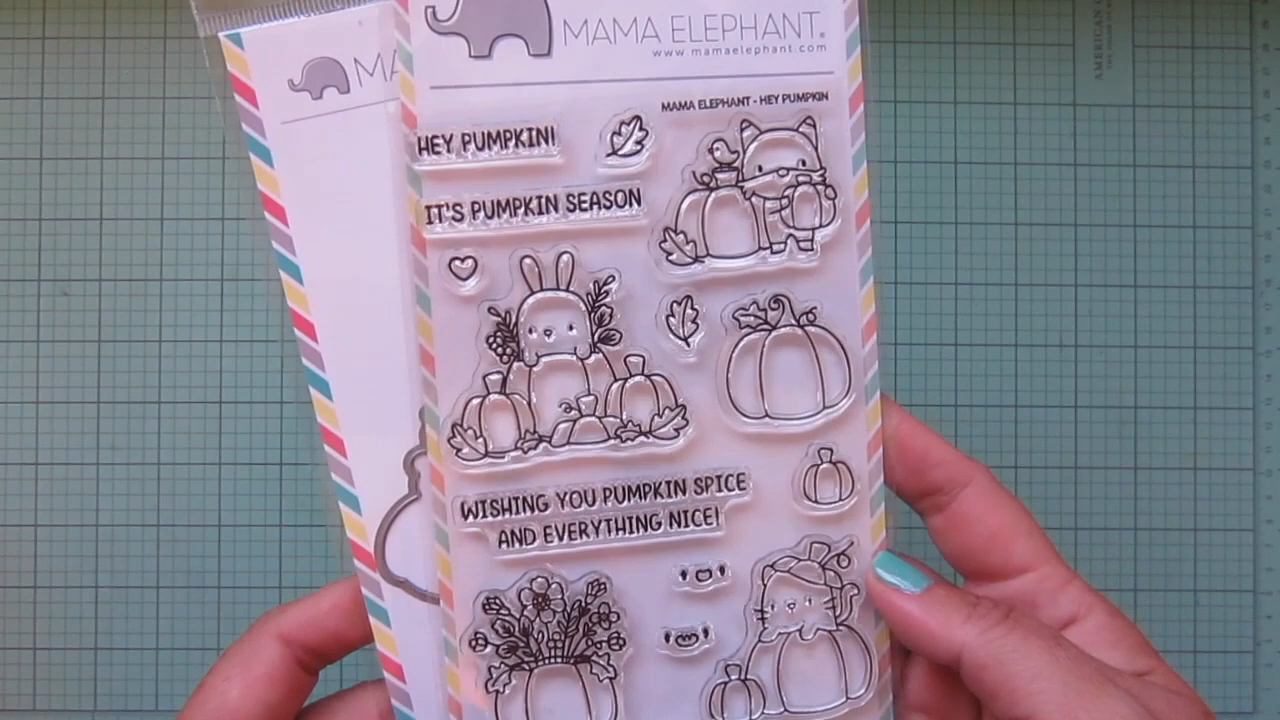 MAMA ELEPHANT®
www.mamaelephant.com
MA
MAMA ELEPHANT - HEY PUMPKIN
HEY PUMPKIN!
IT'S PUMPKIN SEASON
WISHING YOU PUMPKIN SPICE
AND EVERYTHING NICE!